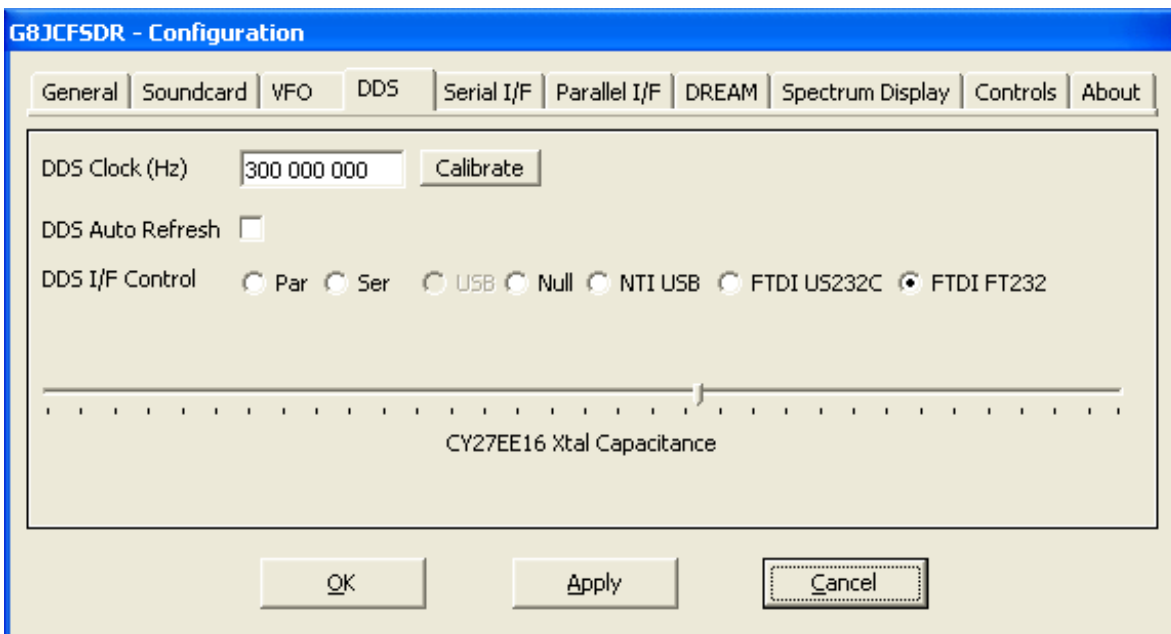 G8JCFSDR - Configuration
General Soundcard VFO DDS Serial I/F Parallel I/F DREAM Spectrum Display Controls About
DDS Clock (Hz) 300 000 000 Calibrate
DDS Auto Refresh
DDS I/F Control Par Ser USB Null NTI USB FTDI US232C FTDI FT232
CY27EE16 Xtal Capacitance
OK Apply Cancel